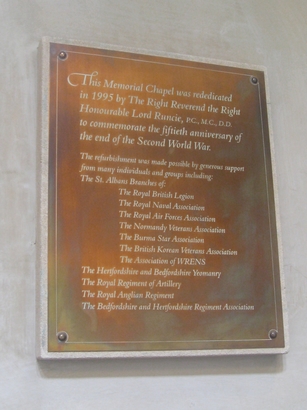 This Memorial Chapel was rededicated
in 1995 by The Right Reverend the Right
Honourable Lord Runcie, P.C., M.C., D.D.
to commemorate the fiftieth anniversary of
the end of the Second World War.
The refurbishment was made possible by generous support
from many individuals and groups including:
The St. Albans Branches of:
The Royal British Legion
The Royal Naval Association
The Royal Air Forces Association
The Normandy Veterans Association
The Burma Star Association
The British Korean Veterans Association
The Association of WRENS
The Hertfordshire and Bedfordshire Yeomanry
The Royal Regiment of Artillery
The Royal Anglian Regiment
The Bedfordshire and Hertfordshire Regiment Association